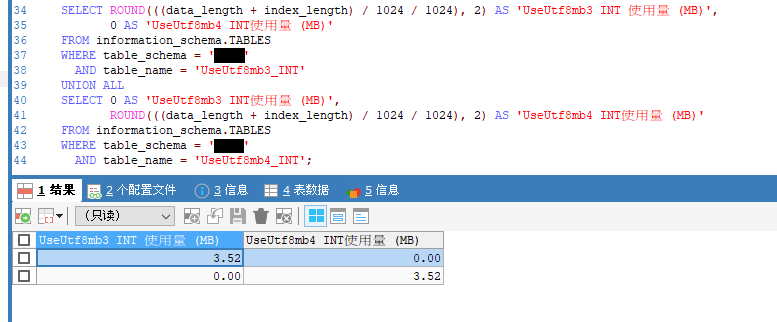 34 SELECT ROUND(((data_length + index_length) / 1024 / 1024), 2) AS 'UseUtf8mb3 INT 使用量 (MB)',
35 0 AS 'UseUtf8mb4 INT使用量 (MB)'
36 FROM information_schema.TABLES
37 WHERE table_schema = ' '
38 AND table_name = 'UseUtf8mb3_INT'
39 UNION ALL
40 SELECT 0 AS 'UseUtf8mb3 INT使用量 (MB)',
41 ROUND(((data_length + index_length) / 1024 / 1024), 2) AS 'UseUtf8mb4 INT使用量 (MB)'
42 FROM information_schema.TABLES
43 WHERE table_schema = ' '
44 AND table_name = 'UseUtf8mb4_INT';
1 结果 2 个配置文件 3 信息 4 表数据 5 信息
（只读）
UseUtf8mb3 INT 使用量 (MB) UseUtf8mb4 INT使用量 (MB)
3.52 0.00
0.00 3.52